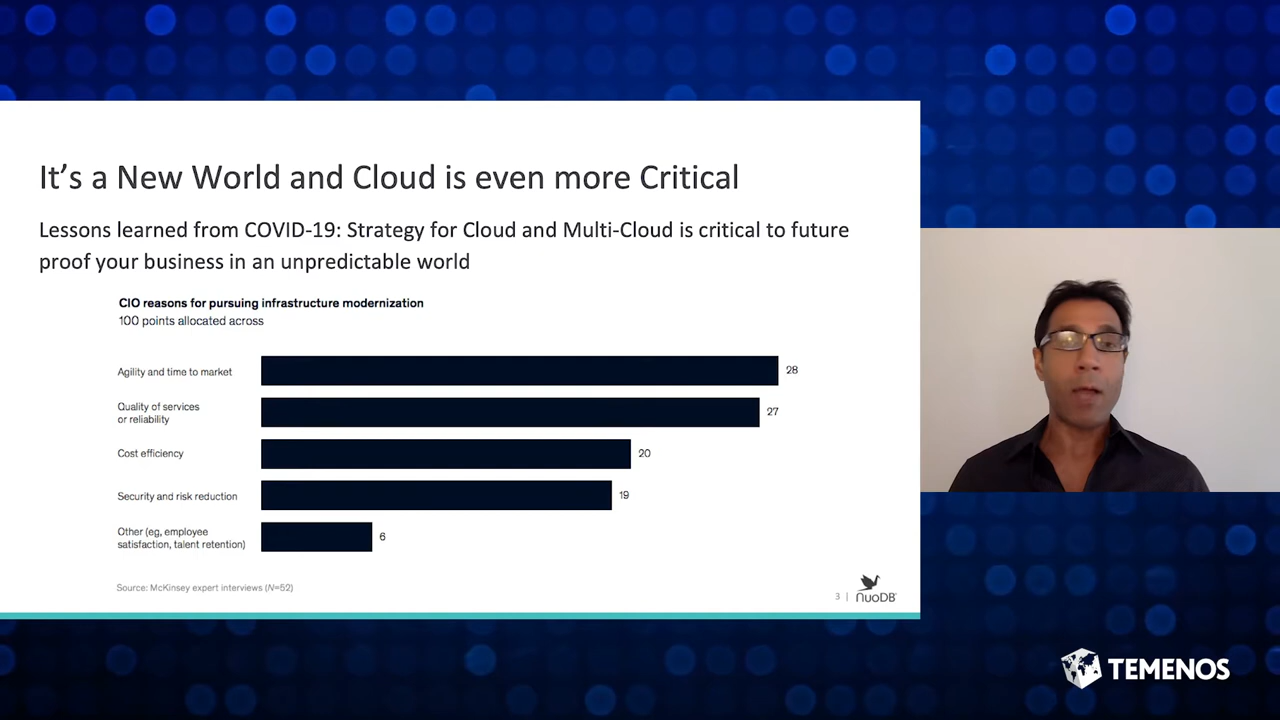 It's a New World and Cloud is even more Critical
Lessons learned from COVID-19: Strategy for Cloud and Multi-Cloud is critical to future
proof your business in an unpredictable world
CIO reasons for pursuing infrastructure modernization
100 points allocated across
Agility and time to market 28
Quality of services
or reliability 27
Cost efficiency 20
Security and risk reduction 19
Other (eg, employee
satisfaction, talent retention) 6
Source: McKinsey expert interviews (N=52)
3 | NuoDB
TEMENOS